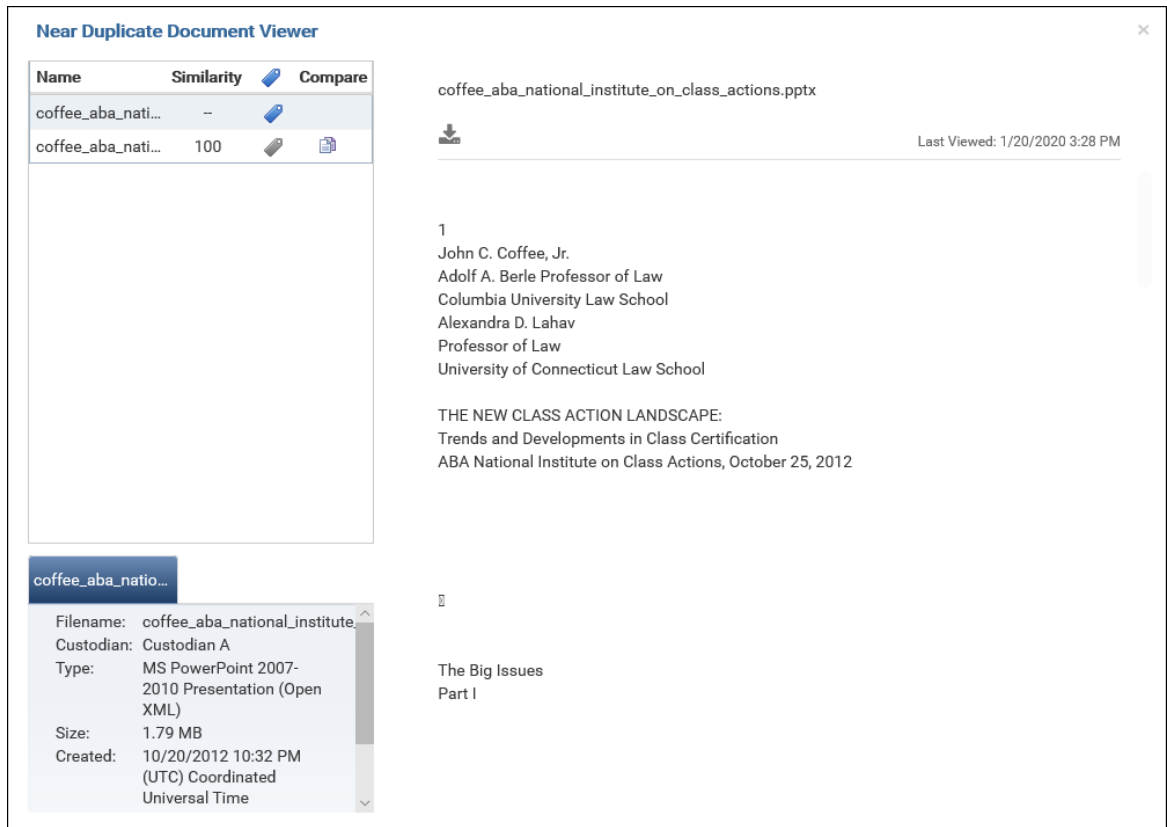 Near Duplicate Document Viewer
Name Similarity Compare
coffee_aba_nati... --
coffee_aba_nati... 100
coffee_aba_natio...
Filename: coffee_aba_national_institute_
Custodian: Custodian A
Type: MS PowerPoint 2007-
2010 Presentation (Open
XML)
Size: 1.79 MB
Created: 10/20/2012 10:32 PM
(UTC) Coordinated
Universal Time
coffee_aba_national_institute_on_class_actions.pptx
Last Viewed: 1/20/2020 3:28 PM
1
John C. Coffee, Jr.
Adolf A. Berle Professor of Law
Columbia University Law School
Alexandra D. Lahav
Professor of Law
University of Connecticut Law School
THE NEW CLASS ACTION LANDSCAPE:
Trends and Developments in Class Certification
ABA National Institute on Class Actions, October 25, 2012
The Big Issues
Part I